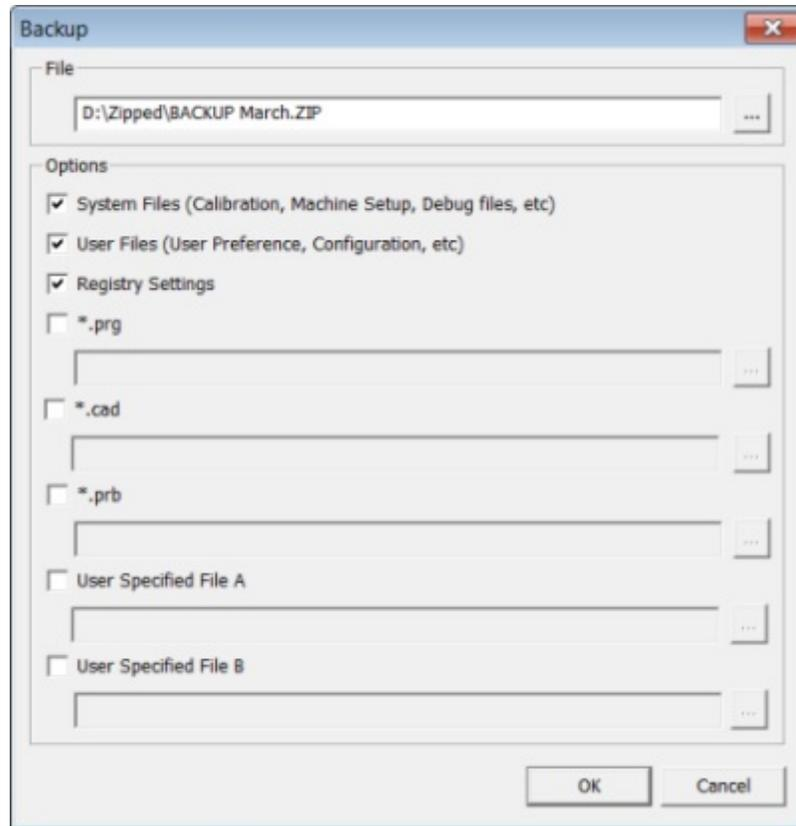 Backup
File
D:\Zipped\BACKUP March.ZIP
...
Options
System Files (Calibration, Machine Setup, Debug files, etc)
User Files (User Preference, Configuration, etc)
Registry Settings
*.prg
...
*.cad
...
*.prb
...
User Specified File A
...
User Specified File B
...
OK Cancel